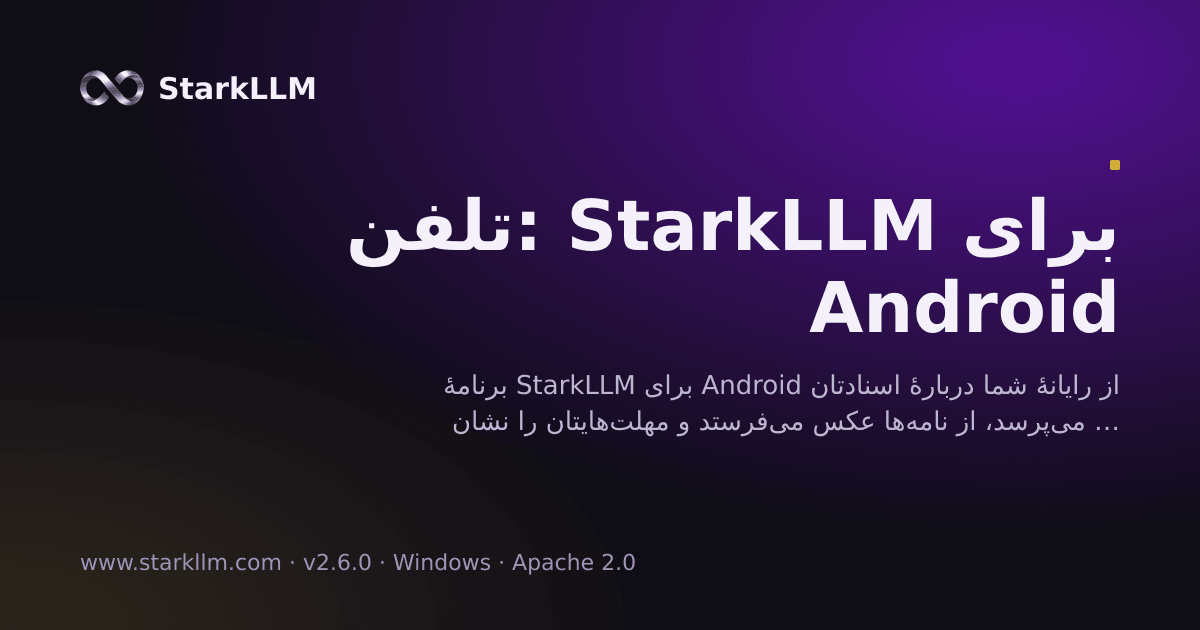 StarkLLM
تلفن: StarkLLM برای
Android
برنامهٔ StarkLLM برای Android از رایانهٔ شما دربارهٔ اسنادتان
می‌پرسد، از نامه‌ها عکس می‌فرستد و مهلت‌هایتان را نشان …
www.starkllm.com · v2.6.0 · Windows · Apache 2.0